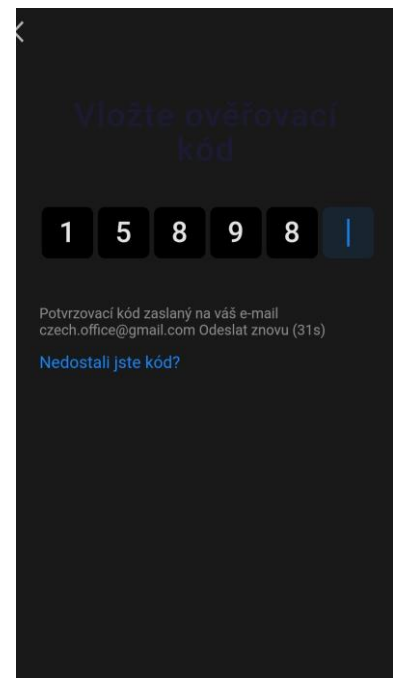 Vložte ověřovací
kód
1 5 8 9 8
Potvrzovací kód zaslaný na váš e-mail
czech.office@gmail.com Odeslat znovu (31s)
Nedostali jste kód?